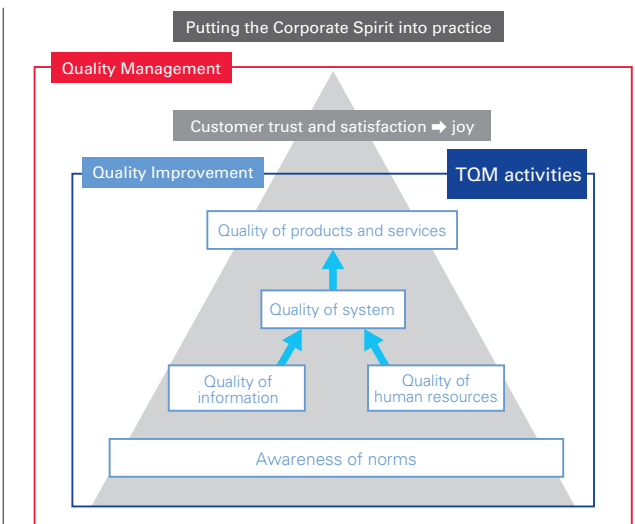 Putting the Corporate Spirit into practice
Quality Management
Customer trust and satisfaction ➡ joy
Quality Improvement
TQM activities
Quality of products and services
Quality of system
Quality of
information
Quality of
human resources
Awareness of norms